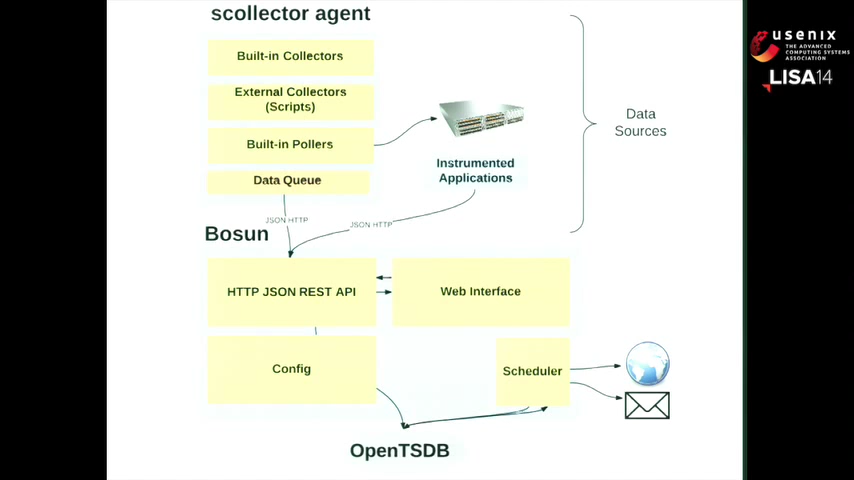 scollector agent
Built-in Collectors
External Collectors
(Scripts)
Built-in Pollers
Data Queue
Instrumented
Applications
Data
Sources
JSON HTTP
JSON HTTP
Bosun
HTTP JSON REST API
Web Interface
Config
Scheduler
OpenTSDB
usenix
THE ADVANCED
COMPUTING SYSTEMS
ASSOCIATION
LISA14